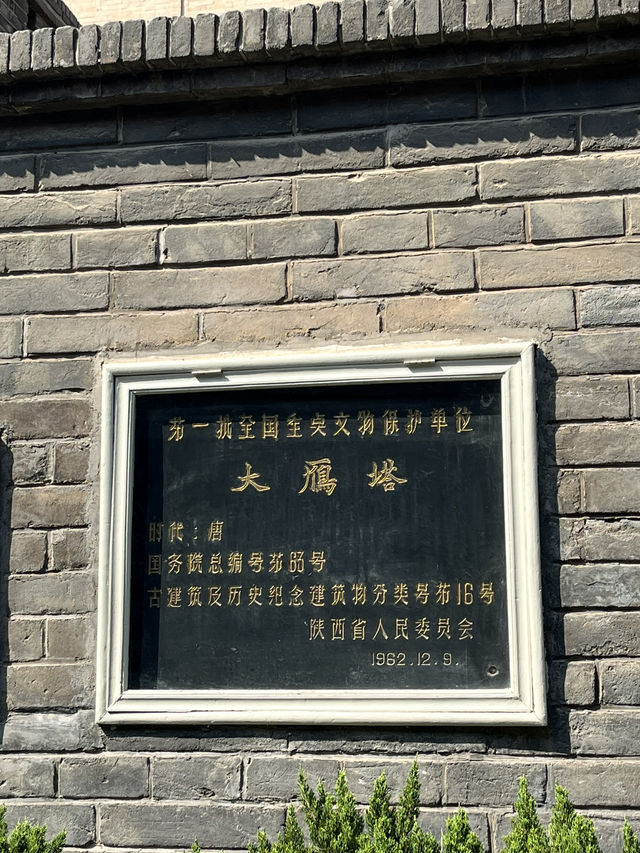 第一批全国重点文物保护单位
大雁塔
时代：唐
国务院总编号第63号
古建筑及历史纪念建筑物分类号第16号
陕西省人民委员会
1962.12.9.